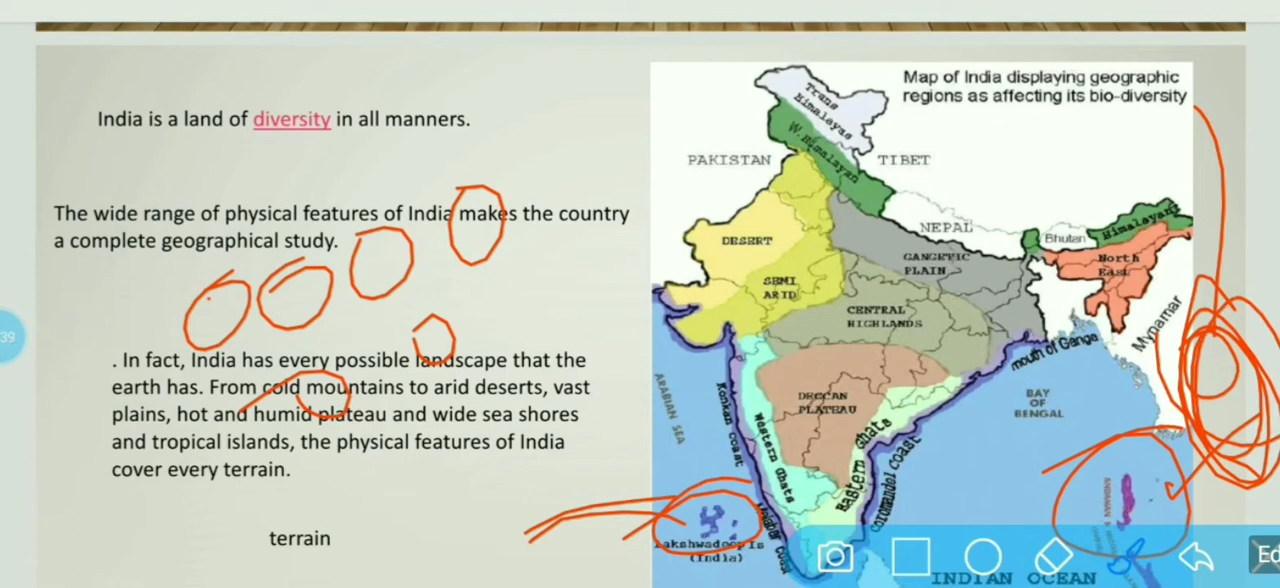 India is a land of diversity in all manners.
The wide range of physical features of India makes the country
a complete geographical study.
. In fact, India has every possible landscape that the
earth has. From cold mountains to arid deserts, vast
plains, hot and humid plateau and wide sea shores
and tropical islands, the physical features of India
cover every terrain.
terrain
39
Map of India displaying geographic
regions as affecting its bio-diversity
Trans
Himalayas
W. Himalayan
PAKISTAN
TIBET
NEPAL
Bhutan
Himalayan
DESERT
GANGETIC
PLAIN
North
East
SEMI
ARID
CENTRAL
HIGHLANDS
Mynamar
mouth of Ganga
ARABIAN SEA
Konkan coast
Western Ghats
DECCAN
PLATEAU
BAY
OF
BENGAL
Eastern Ghats
Coromandel coast
Malabar Coast
(India)
INDIAN OCEAN
Ed